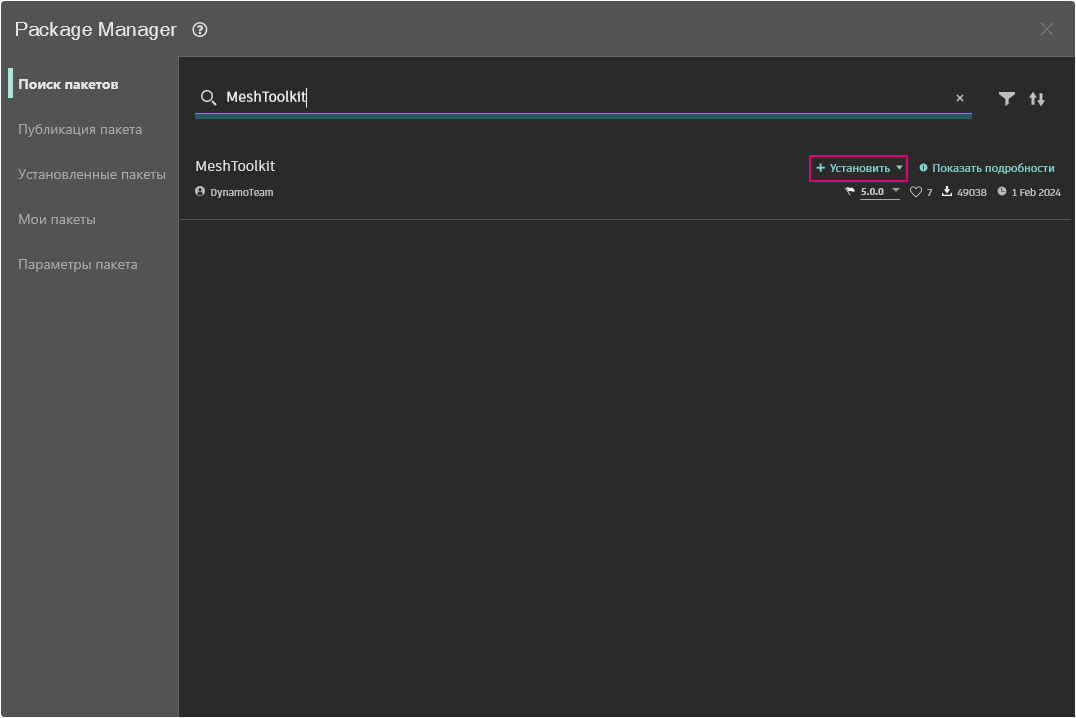 Package Manager
Поиск пакетов
Публикация пакета
Установленные пакеты
Мои пакеты
Параметры пакета
MeshToolkit
MeshToolkit
Установить
Показать подробности
DynamoTeam
5.0.0 7 49038 1 Feb 2024